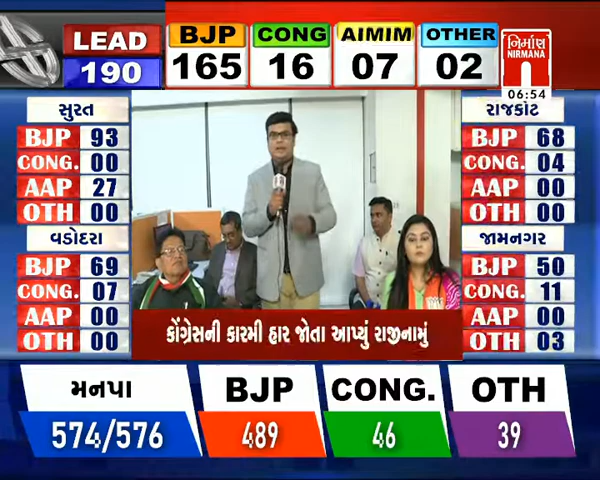 LEAD BJP CONG AIMIM OTHER
190 165 16 07 02
નિર્માણ
NIRMANA
06:54
સુરત
BJP 93
CONG. 00
AAP 27
OTH 00
વડોદરા
BJP 69
CONG. 07
AAP 00
OTH 00
રાજકોટ
BJP 68
CONG. 04
AAP 00
OTH 00
જામનગર
BJP 50
CONG. 11
AAP 00
OTH 03
કોંગ્રેસની કારમી હાર જોતા આપ્યું રાજીનામું
મનપા BJP CONG. OTH
574/576 489 46 39